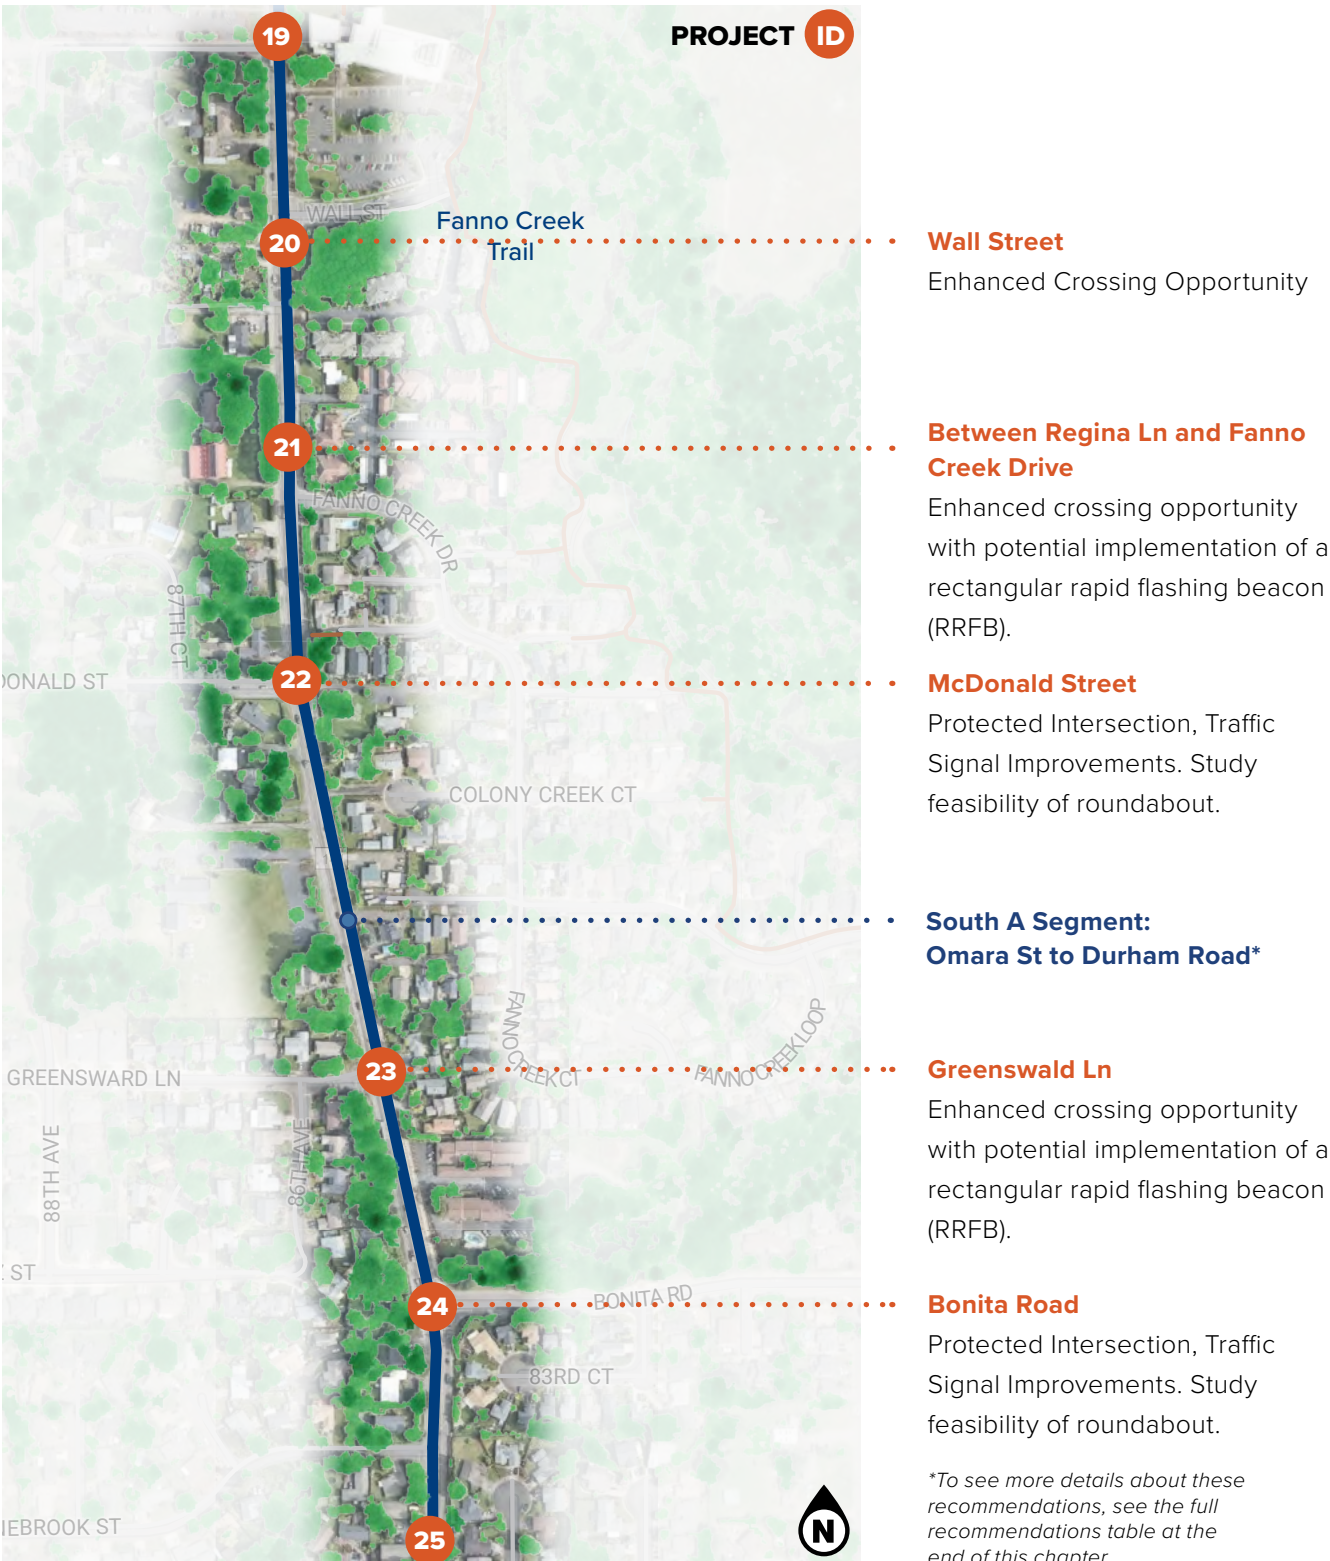 PROJECT ID
19
WALL ST
Fanno Creek
Trail
20
Wall Street
Enhanced Crossing Opportunity
21
Between Regina Ln and Fanno
Creek Drive
Enhanced crossing opportunity
with potential implementation of a
rectangular rapid flashing beacon
(RRFB).
FANNO CREEK DR
87TH CT
DONALD ST
22
McDonald Street
Protected Intersection, Traffic
Signal Improvements. Study
feasibility of roundabout.
COLONY CREEK CT
South A Segment:
Omara St to Durham Road*
FANNO CREEK CT
FANNO CREEK LOOP
GREENSWARD LN
23
Greenswald Ln
Enhanced crossing opportunity
with potential implementation of a
rectangular rapid flashing beacon
(RRFB).
88TH AVE
86TH AVE
ST
24
BONITA RD
Bonita Road
Protected Intersection, Traffic
Signal Improvements. Study
feasibility of roundabout.
83RD CT
NEBROOK ST
25
N
*To see more details about these
recommendations, see the full
recommendations table at the
end of this chapter